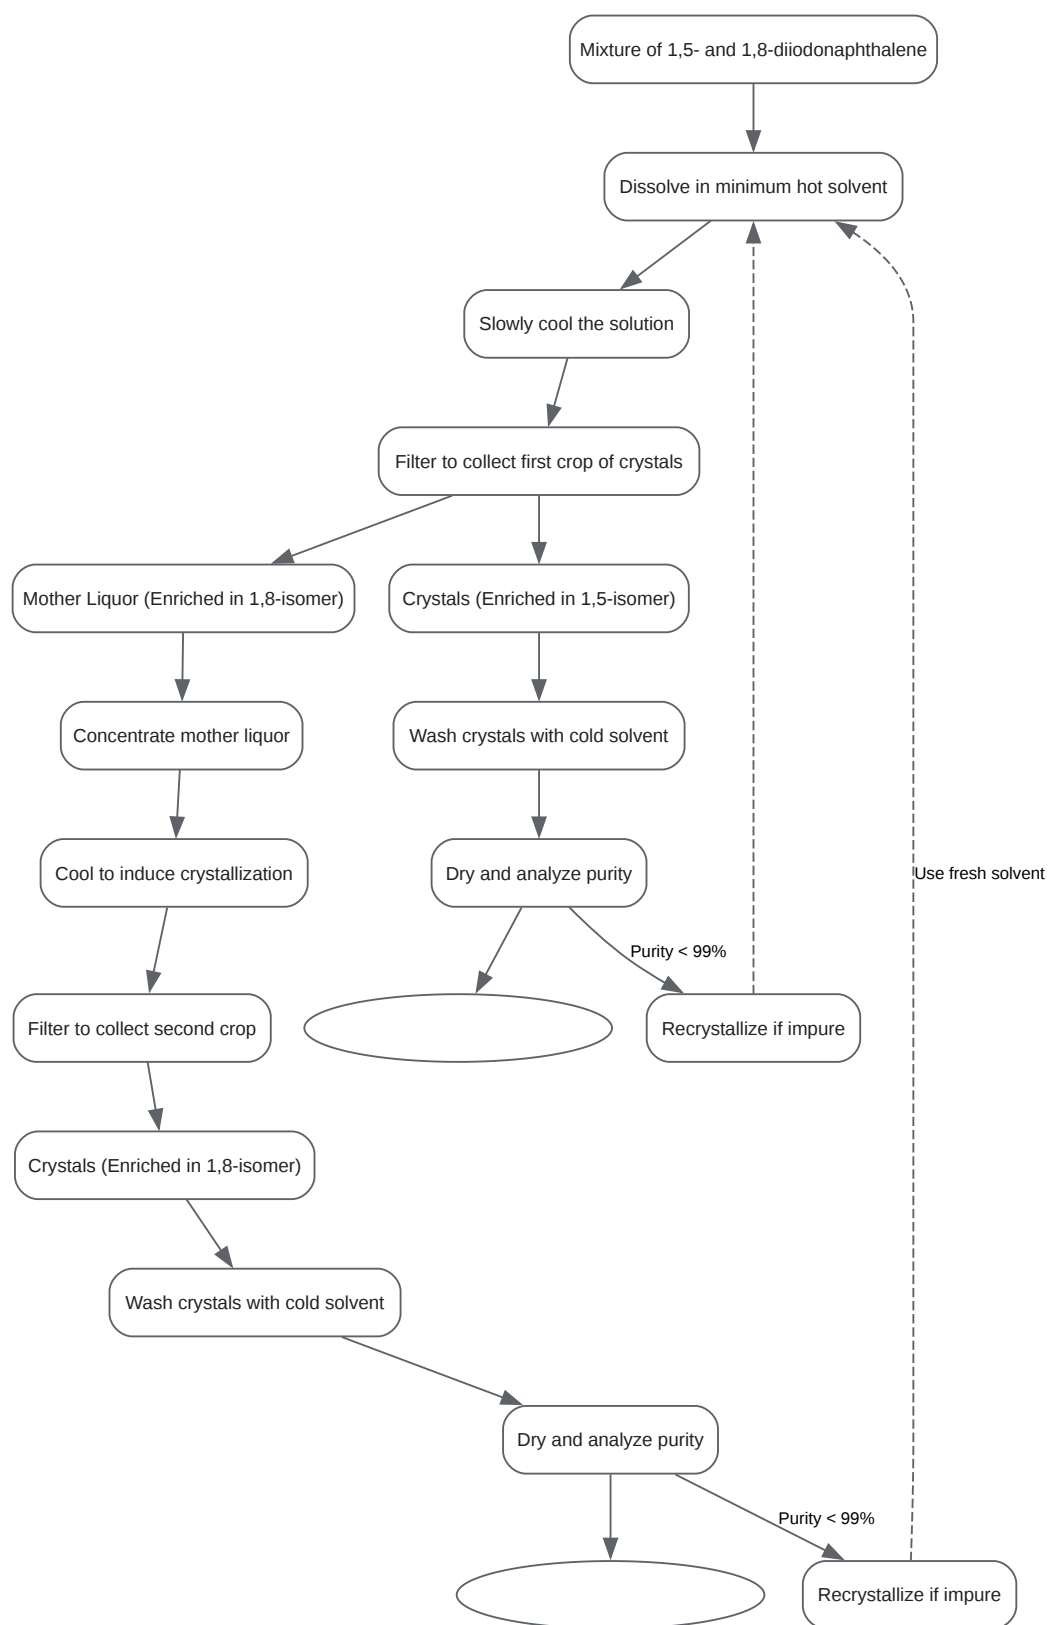 Mixture of 1,5- and 1,8-diiodonaphthalene
Dissolve in minimum hot solvent
Slowly cool the solution
Filter to collect first crop of crystals
Mother Liquor (Enriched in 1,8-isomer)
Crystals (Enriched in 1,5-isomer)
Concentrate mother liquor
Wash crystals with cold solvent
Cool to induce crystallization
Dry and analyze purity
Use fresh solvent
Purity < 99%
Filter to collect second crop
Recrystallize if impure
Crystals (Enriched in 1,8-isomer)
Wash crystals with cold solvent
Dry and analyze purity
Purity < 99%
Recrystallize if impure